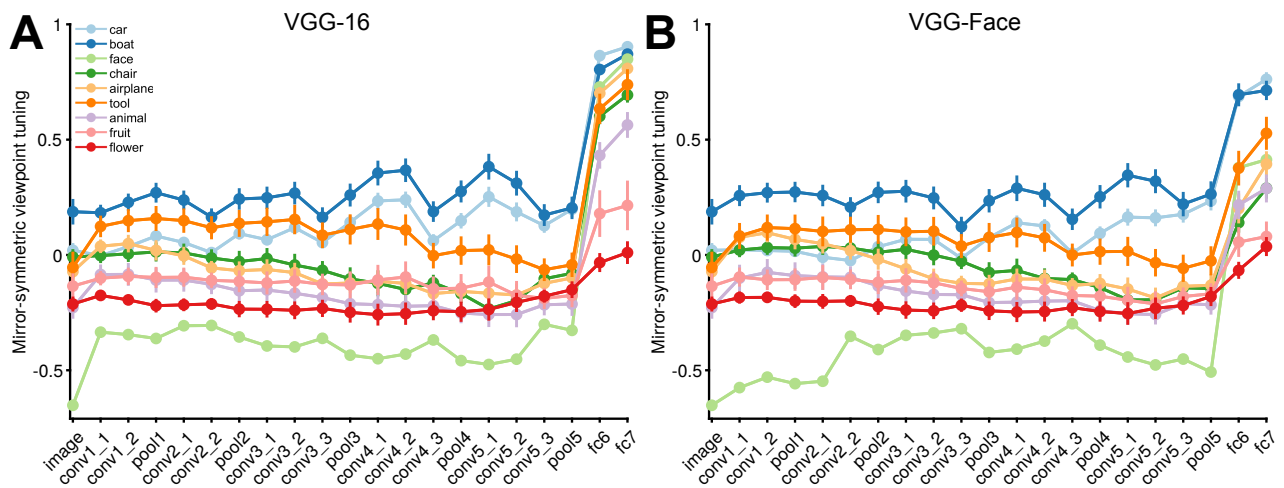 A
VGG-16
Mirror-symmetric viewpoint tuning
1
0.5
0
-0.5
car
boat
face
chair
airplane
tool
animal
fruit
flower
image
conv1_1
conv1_2
pool1
conv2_1
conv2_2
pool2
conv3_1
conv3_2
conv3_3
pool3
conv4_1
conv4_2
conv4_3
pool4
conv5_1
conv5_2
conv5_3
pool5
fc6
fc7
B
VGG-Face
Mirror-symmetric viewpoint tuning
1
0.5
0
-0.5
image
conv1_1
conv1_2
pool1
conv2_1
conv2_2
pool2
conv3_1
conv3_2
conv3_3
pool3
conv4_1
conv4_2
conv4_3
pool4
conv5_1
conv5_2
conv5_3
pool5
fc6
fc7